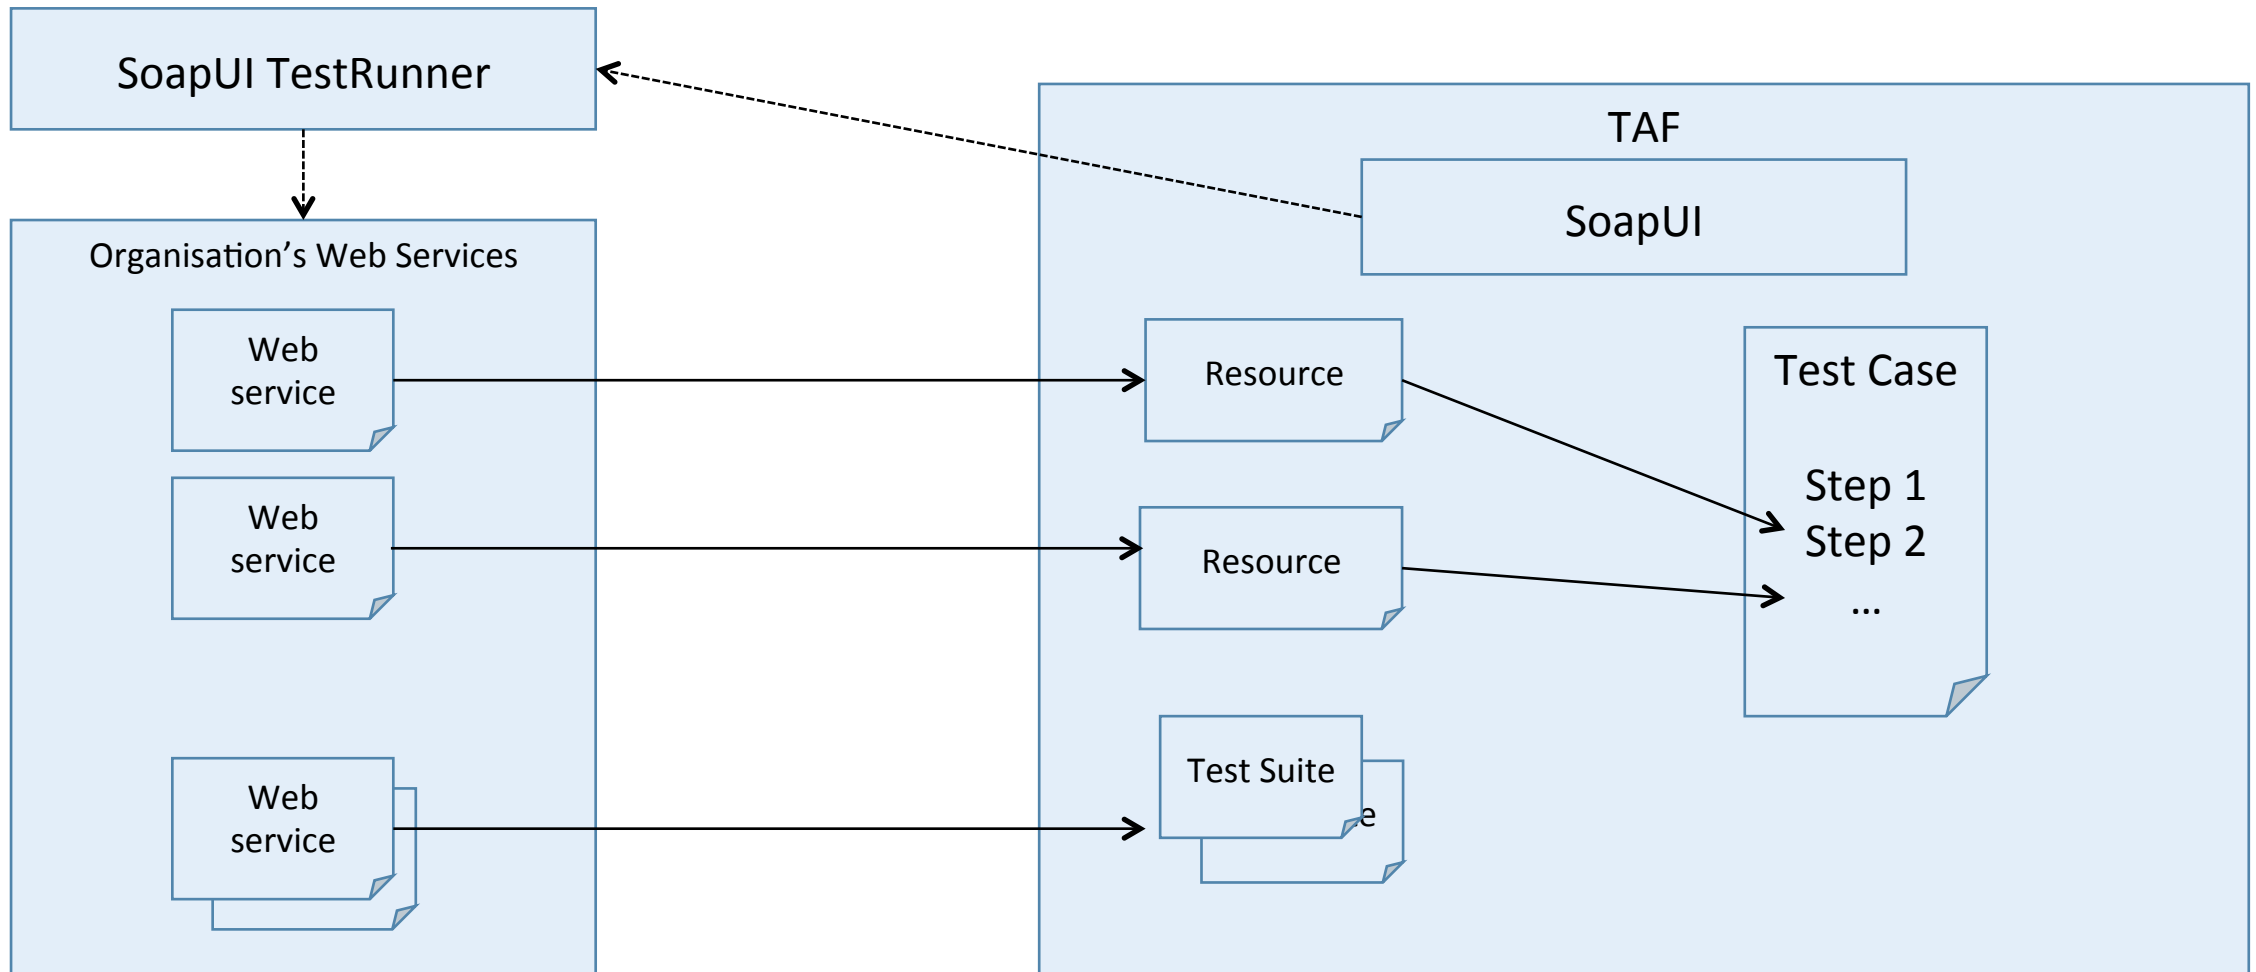 SoapUI TestRunner
TAF
SoapUI
Organisation's Web Services
Web
service
Resource
Test Case
Step 1
Step 2
...
Web
service
Resource
Web
service
Test Suite